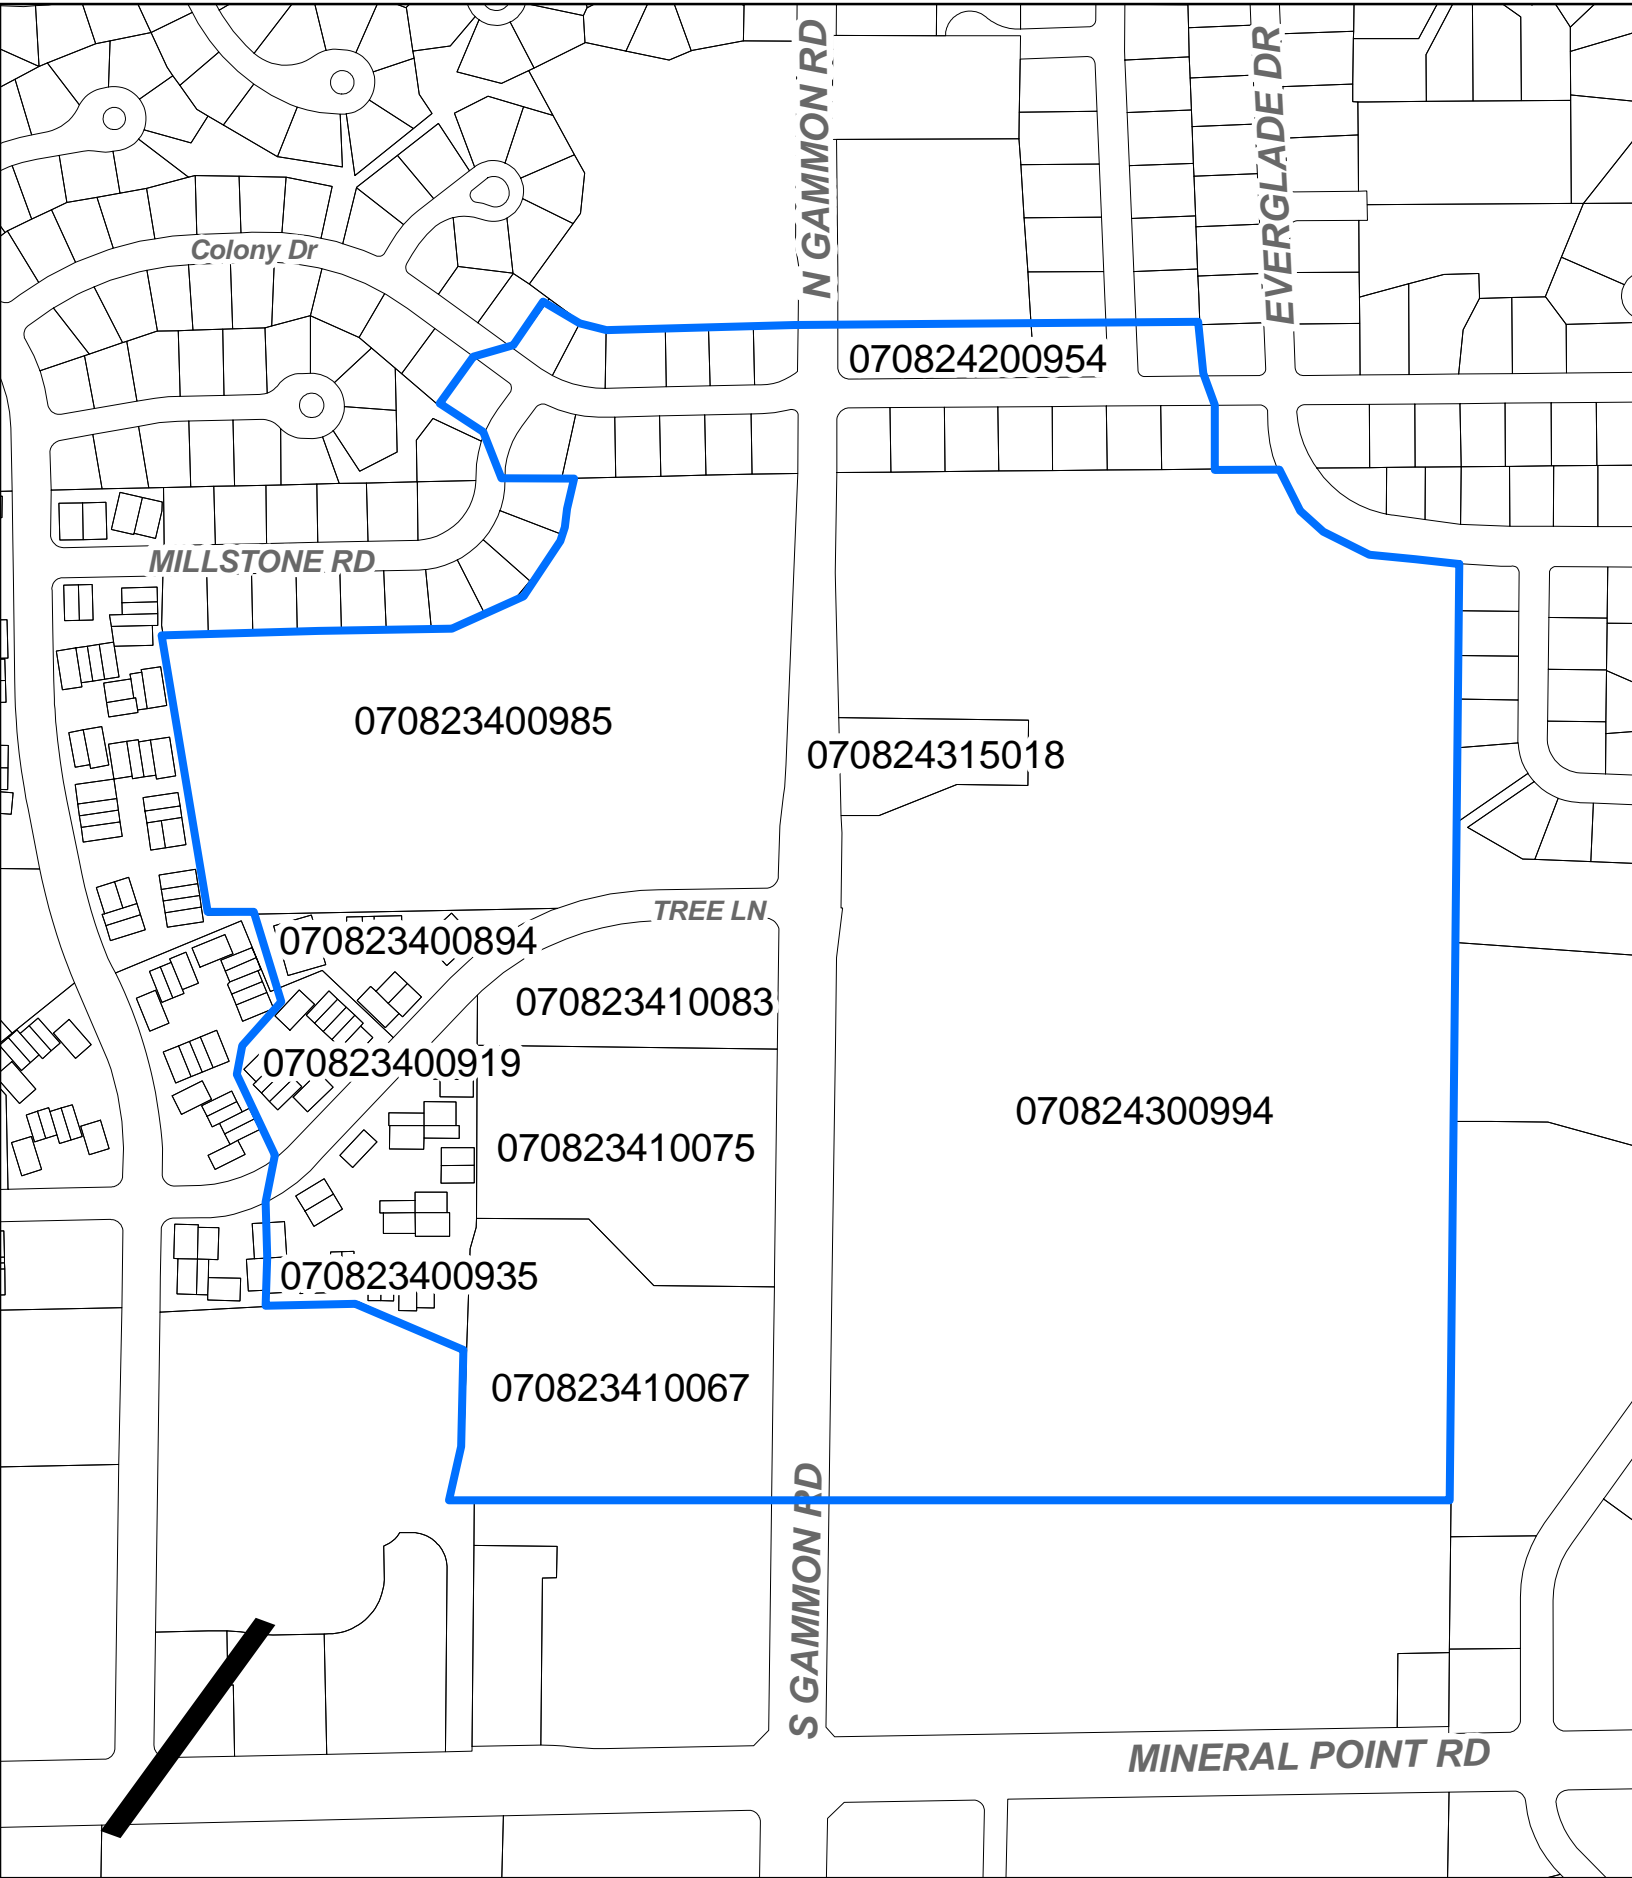 N GAMMON RD
EVERGLADE DR
Colony Dr
070824200954
MILLSTONE RD
070823400985
070824315018
TREE LN
070823400894
070823410083
070823400919
070824300994
070823410075
070823400935
070823410067
S GAMMON RD
MINERAL POINT RD